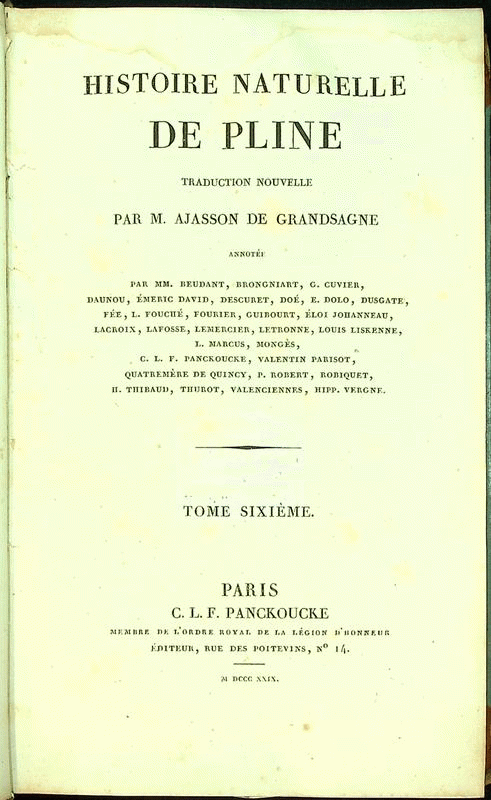 HISTOIRE NATURELLE
DE PLINE
TRADUCTION NOUVELLE
PAR M. AJASSON DE GRANDSAGNE
ANNOTÉE
PAR MM. BEUDANT, BRONGNIART, G. CUVIER,
DAUNOU, ÉMERIC DAVID, DESCURET, DOÉ, E. DOLO, DUSGATE,
FÉE, L. FOUCHÉ, FOURIER, GUIBOURT, ÉLOI JOHANNEAU,
LACROIX, LAFOSSE, LEMERCIER, LETRONNE, LOUIS LISKENNE,
L. MARCUS, MONGÈS,
C. L. F. PANCKOUCKE, VALENTIN PARISOT,
QUATREMÈRE DE QUINCY, P. ROBERT, ROBIQUET,
H. THIBAUD, THUROT, VALENCIENNES, HIPP. VERGNE.
TOME SIXIÈME.
PARIS
C. L. F. PANCKOUCKE
MEMBRE DE L'ORDRE ROYAL DE LA LÉGION D'HONNEUR
ÉDITEUR, RUE DES POITEVINS, Nº 14.
M DCCC XXIX.